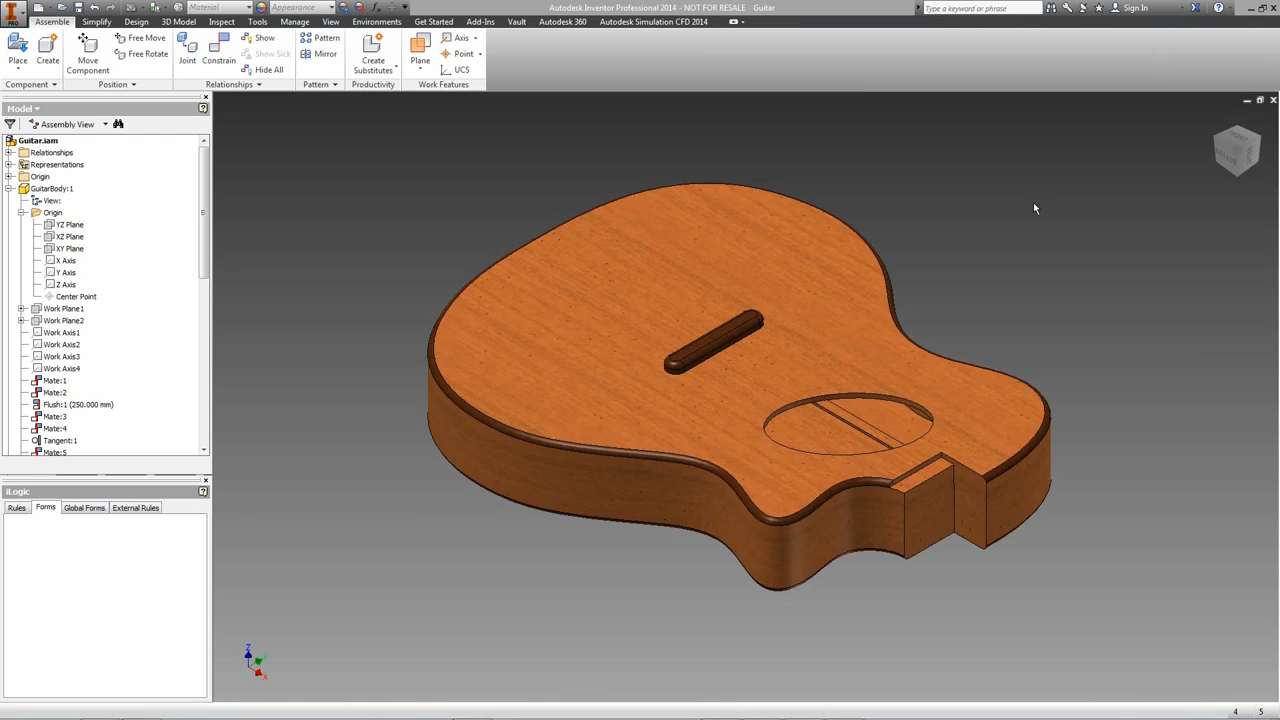 Material
Appearance
Autodesk Inventor Professional 2014 - NOT FOR RESALE    Guitar
Type a keyword or phrase
Sign In
PRO
Assemble Simplify Design 3D Model Inspect Tools Manage View Environments Get Started Add-Ins Vault Autodesk 360 Autodesk Simulation CFD 2014
Place
Create
Move
Component
Free Move
Free Rotate
Joint
Constrain
Show
Show Sick
Hide All
Pattern
Mirror
Create
Substitutes
Plane
Axis
Point
UCS
Component Position Relationships Pattern Productivity Work Features
Model
Assembly View
Guitar.iam
Relationships
Representations
Origin
GuitarBody:1
View:
Origin
YZ Plane
XZ Plane
XY Plane
X Axis
Y Axis
Z Axis
Center Point
Work Plane1
Work Plane2
Work Axis1
Work Axis2
Work Axis3
Work Axis4
Mate:1
Mate:2
Flush:1 (250.000 mm)
Mate:3
Mate:4
Tangent:1
Mate:5
iLogic
Rules Forms Global Forms External Rules
Z
X
4 5